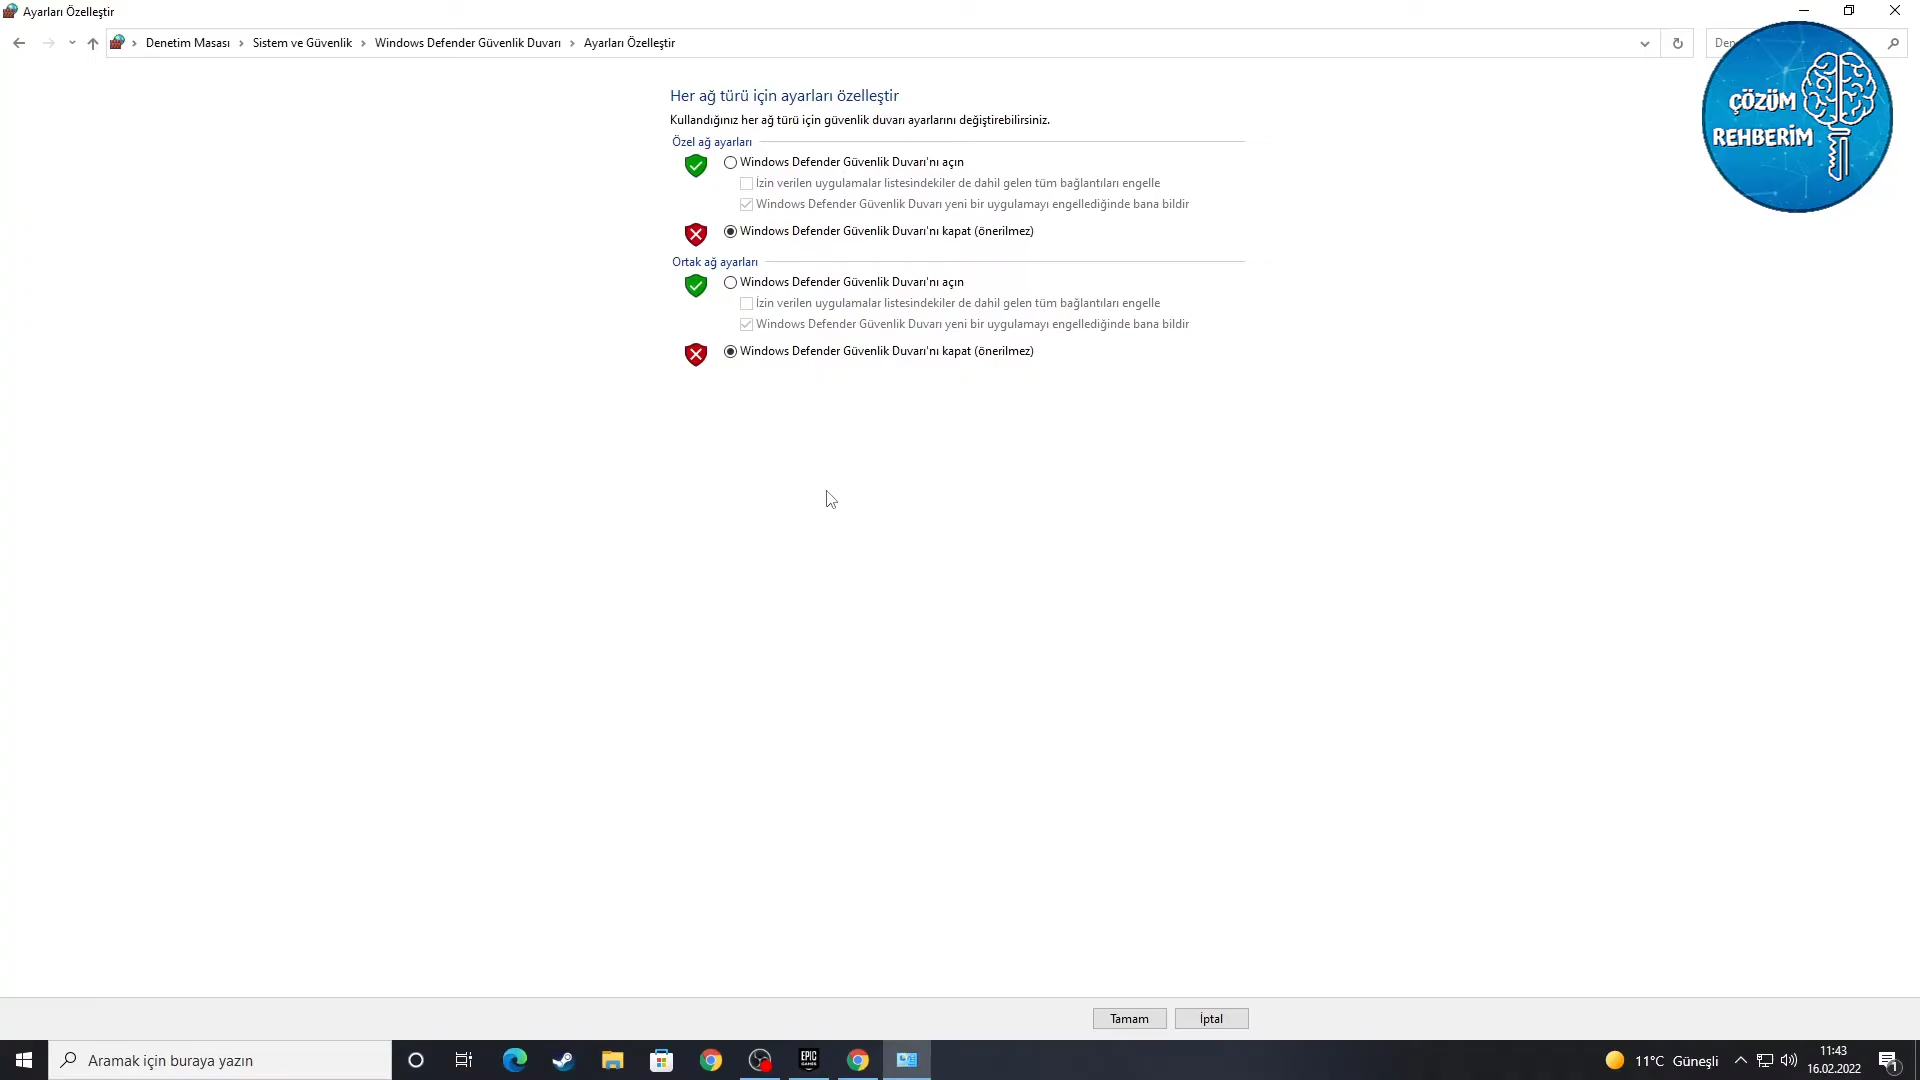 Ayarları Özelleştir
Denetim Masası > Sistem ve Güvenlik > Windows Defender Güvenlik Duvarı > Ayarları Özelleştir
ÇÖZÜM
REHBERİM
Her ağ türü için ayarları özelleştir
Kullandığınız her ağ türü için güvenlik duvarı ayarlarını değiştirebilirsiniz.
Özel ağ ayarları
Windows Defender Güvenlik Duvarı'nı açın
İzin verilen uygulamalar listesindekiler de dahil gelen tüm bağlantıları engelle
Windows Defender Güvenlik Duvarı yeni bir uygulamayı engellediğinde bana bildir
Windows Defender Güvenlik Duvarı'nı kapat (önerilmez)
Ortak ağ ayarları
Windows Defender Güvenlik Duvarı'nı açın
İzin verilen uygulamalar listesindekiler de dahil gelen tüm bağlantıları engelle
Windows Defender Güvenlik Duvarı yeni bir uygulamayı engellediğinde bana bildir
Windows Defender Güvenlik Duvarı'nı kapat (önerilmez)
Tamam
İptal
Aramak için buraya yazın
EPIC
GAMES
11°C Güneşli
11:43
16.02.2022
1